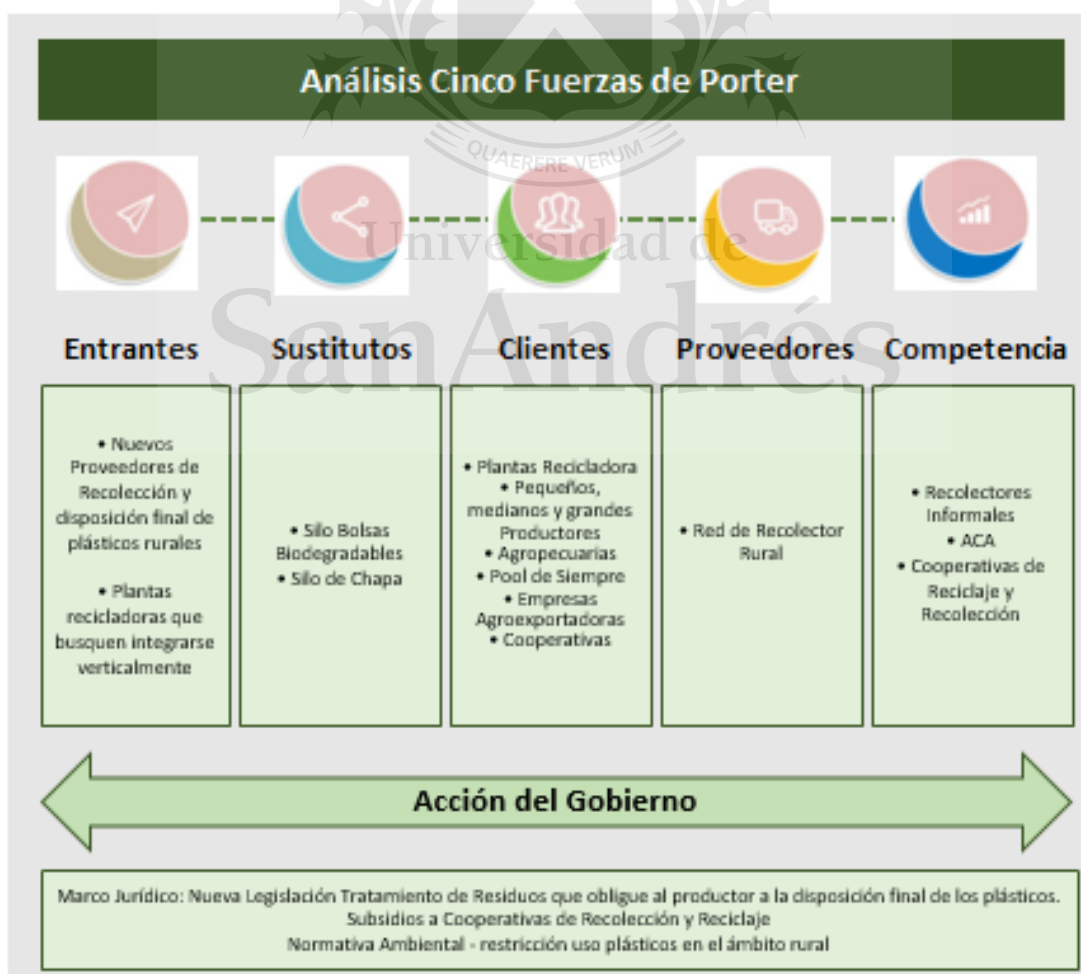 Análisis Cinco Fuerzas de Porter
QUAERERE VERUM
Universidad de
SanAndrés
Entrantes
• Nuevos
Proveedores de
Recolección y
disposición final de
plásticos rurales
• Plantas
recicladoras que
busquen integrarse
verticalmente
Sustitutos
• Silo Bolsas
Biodegradables
• Silo de Chapa
Clientes
• Plantas Recicladora
• Pequeños,
medianos y grandes
Productores
• Agropecuarias
• Pool de Siempre
• Empresas
Agroexportadoras
• Cooperativas
Proveedores
• Red de Recolector
Rural
Competencia
• Recolectores
Informales
• ACA
• Cooperativas de
Reciclaje y
Recolección
Acción del Gobierno
Marco Jurídico: Nueva Legislación Tratamiento de Residuos que obligue al productor a la disposición final de los plásticos.
Subsidios a Cooperativas de Recolección y Reciclaje
Normativa Ambiental - restricción uso plásticos en el ámbito rural